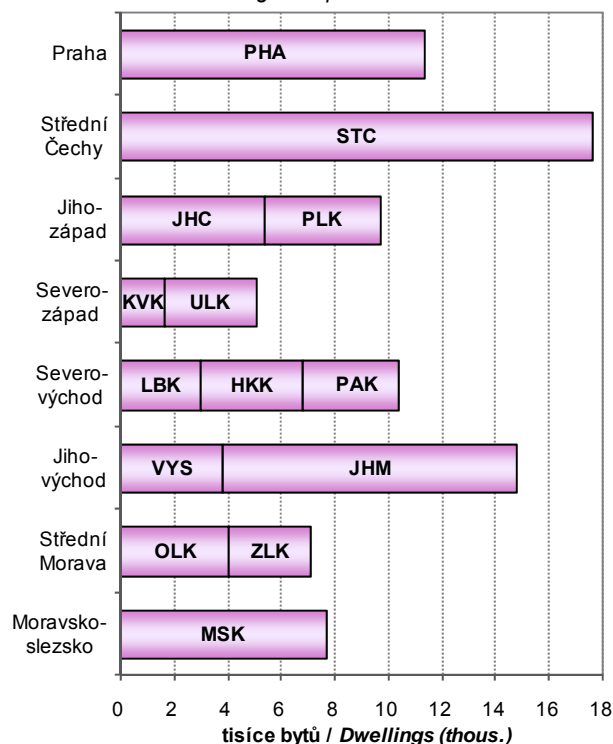 Praha
PHA
Střední
Čechy
STC
Jiho-
západ
JHC PLK
Severo-
západ
KVK ULK
Severo-
východ
LBK HKK PAK
Jiho-
východ
VYS JHM
Střední
Morava
OLK ZLK
Moravsko-
slezsko
MSK
0 2 4 6 8 10 12 14 16 18
tisíce bytů / Dwellings (thous.)